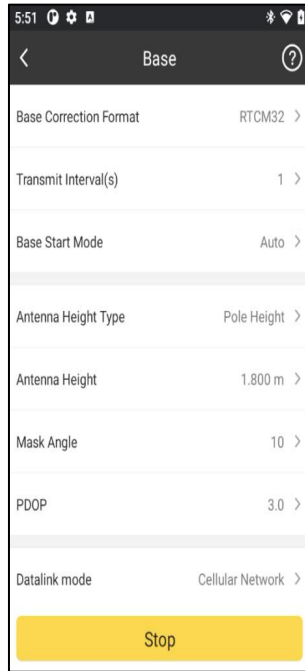 5:51
Base
Base Correction Format RTCM32
Transmit Interval(s) 1
Base Start Mode Auto
Antenna Height Type Pole Height
Antenna Height 1.800 m
Mask Angle 10
PDOP 3.0
Datalink mode Cellular Network
Stop